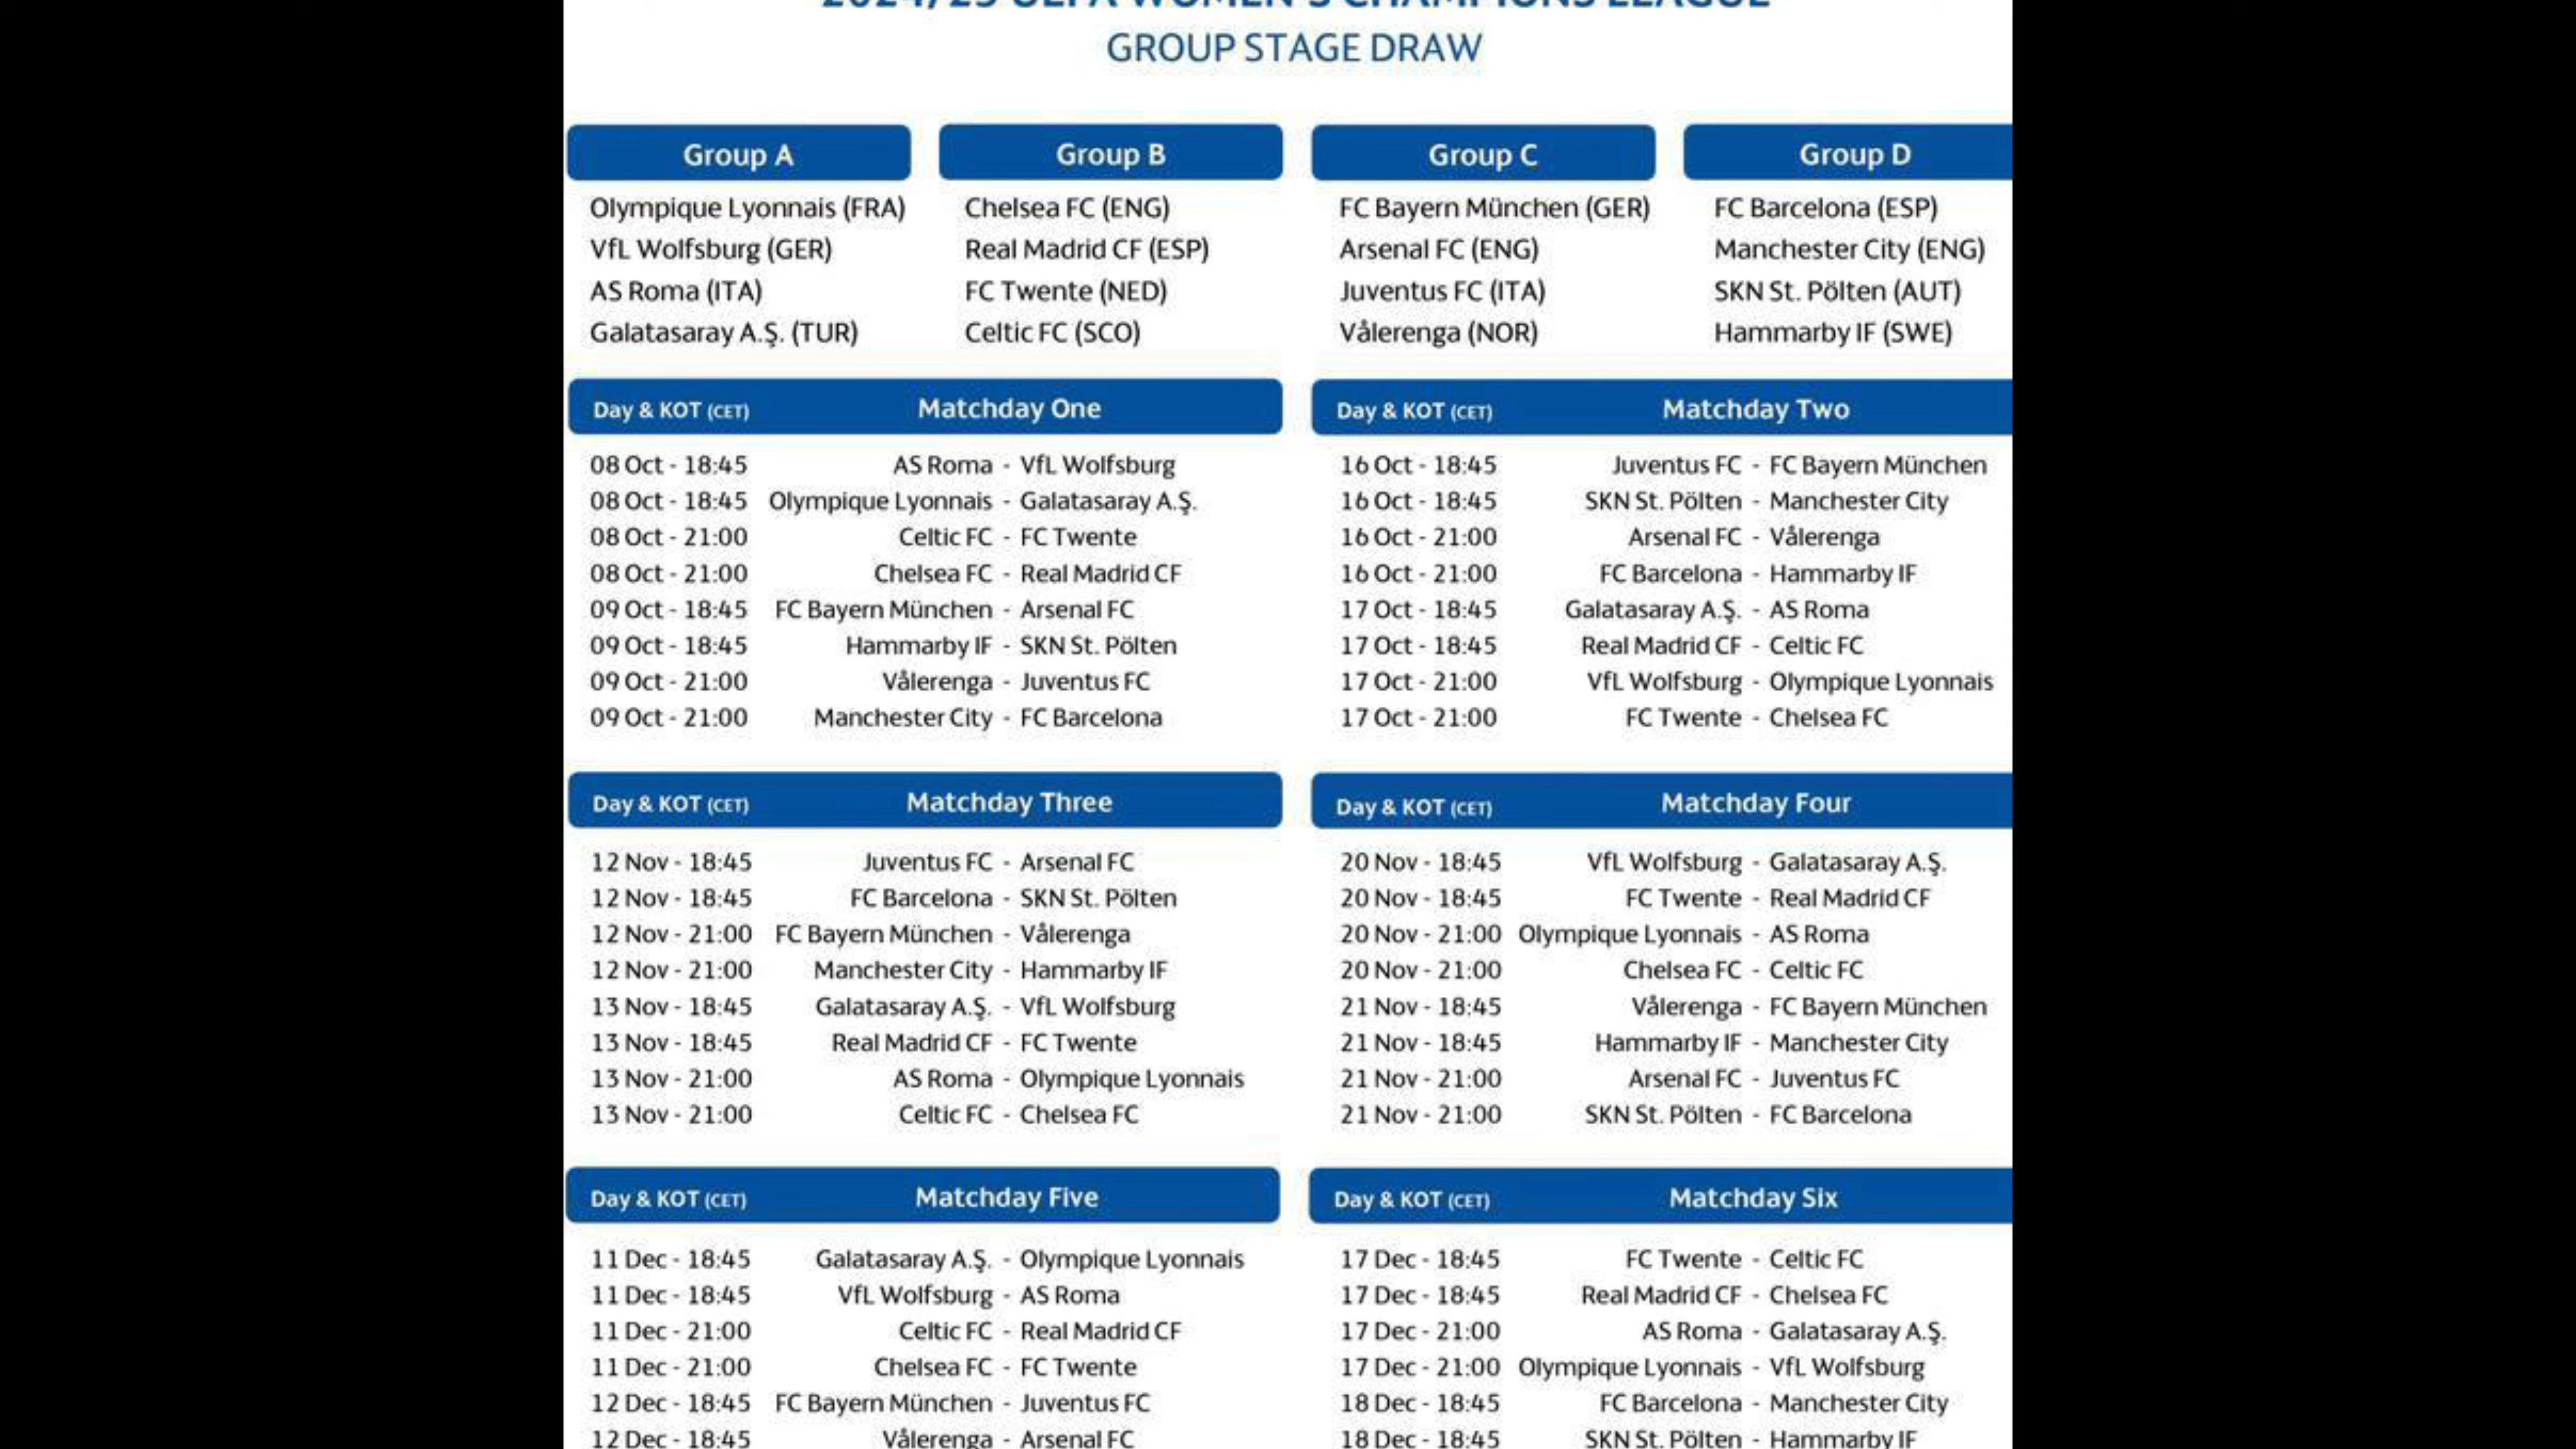 2024/25 UEFA WOMEN'S CHAMPIONS LEAGUE
GROUP STAGE DRAW
Group A
Olympique Lyonnais (FRA)
VfL Wolfsburg (GER)
AS Roma (ITA)
Galatasaray A.Ş. (TUR)
Group B
Chelsea FC (ENG)
Real Madrid CF (ESP)
FC Twente (NED)
Celtic FC (SCO)
Group C
FC Bayern München (GER)
Arsenal FC (ENG)
Juventus FC (ITA)
Vålerenga (NOR)
Group D
FC Barcelona (ESP)
Manchester City (ENG)
SKN St. Pölten (AUT)
Hammarby IF (SWE)
Day & KOT (CET) Matchday One
08 Oct - 18:45 AS Roma - VfL Wolfsburg
08 Oct - 18:45 Olympique Lyonnais - Galatasaray A.Ş.
08 Oct - 21:00 Celtic FC - FC Twente
08 Oct - 21:00 Chelsea FC - Real Madrid CF
09 Oct - 18:45 FC Bayern München - Arsenal FC
09 Oct - 18:45 Hammarby IF - SKN St. Pölten
09 Oct - 21:00 Vålerenga - Juventus FC
09 Oct - 21:00 Manchester City - FC Barcelona
Day & KOT (CET) Matchday Two
16 Oct - 18:45 Juventus FC - FC Bayern München
16 Oct - 18:45 SKN St. Pölten - Manchester City
16 Oct - 21:00 Arsenal FC - Vålerenga
16 Oct - 21:00 FC Barcelona - Hammarby IF
17 Oct - 18:45 Galatasaray A.Ş. - AS Roma
17 Oct - 18:45 Real Madrid CF - Celtic FC
17 Oct - 21:00 VfL Wolfsburg - Olympique Lyonnais
17 Oct - 21:00 FC Twente - Chelsea FC
Day & KOT (CET) Matchday Three
12 Nov - 18:45 Juventus FC - Arsenal FC
12 Nov - 18:45 FC Barcelona - SKN St. Pölten
12 Nov - 21:00 FC Bayern München - Vålerenga
12 Nov - 21:00 Manchester City - Hammarby IF
13 Nov - 18:45 Galatasaray A.Ş. - VfL Wolfsburg
13 Nov - 18:45 Real Madrid CF - FC Twente
13 Nov - 21:00 AS Roma - Olympique Lyonnais
13 Nov - 21:00 Celtic FC - Chelsea FC
Day & KOT (CET) Matchday Four
20 Nov - 18:45 VfL Wolfsburg - Galatasaray A.Ş.
20 Nov - 18:45 FC Twente - Real Madrid CF
20 Nov - 21:00 Olympique Lyonnais - AS Roma
20 Nov - 21:00 Chelsea FC - Celtic FC
21 Nov - 18:45 Vålerenga - FC Bayern München
21 Nov - 18:45 Hammarby IF - Manchester City
21 Nov - 21:00 Arsenal FC - Juventus FC
21 Nov - 21:00 SKN St. Pölten - FC Barcelona
Day & KOT (CET) Matchday Five
11 Dec - 18:45 Galatasaray A.Ş. - Olympique Lyonnais
11 Dec - 18:45 VfL Wolfsburg - AS Roma
11 Dec - 21:00 Celtic FC - Real Madrid CF
11 Dec - 21:00 Chelsea FC - FC Twente
12 Dec - 18:45 FC Bayern München - Juventus FC
12 Dec - 18:45 Vålerenga - Arsenal FC
Day & KOT (CET) Matchday Six
17 Dec - 18:45 FC Twente - Celtic FC
17 Dec - 18:45 Real Madrid CF - Chelsea FC
17 Dec - 21:00 AS Roma - Galatasaray A.Ş.
17 Dec - 21:00 Olympique Lyonnais - VfL Wolfsburg
18 Dec - 18:45 FC Barcelona - Manchester City
18 Dec - 18:45 SKN St. Pölten - Hammarby IF